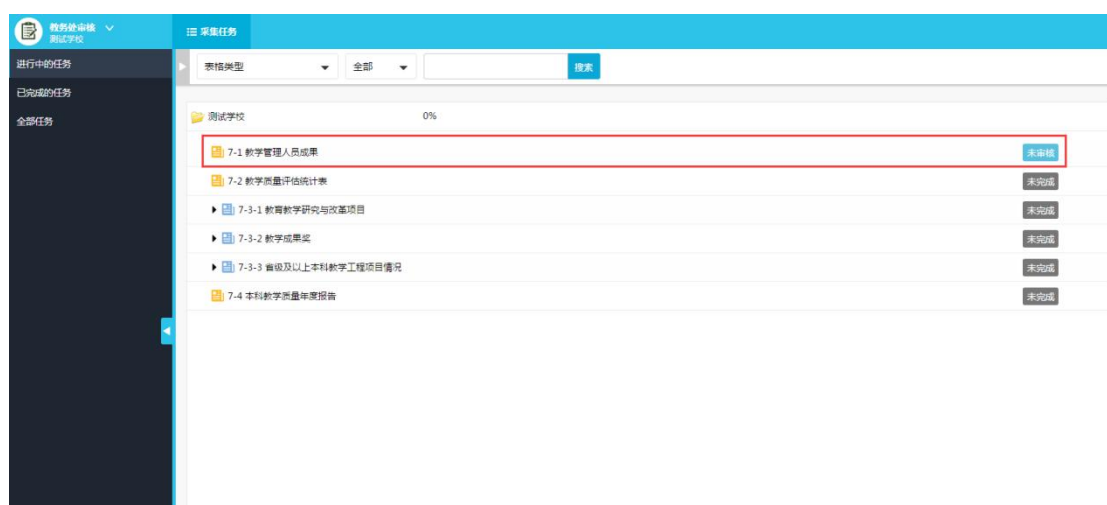 教务处审核
测试学校
采集任务
进行中的任务
已完成的任务
全部任务
表格类型 全部 搜索
测试学校 0%
7-1 教学管理人员成果 未审核
7-2 教学质量评估统计表 未完成
7-3-1 教育教学研究与改革项目 未完成
7-3-2 教学成果奖 未完成
7-3-3 省级及以上本科教学工程项目情况 未完成
7-4 本科教学质量年度报告 未完成